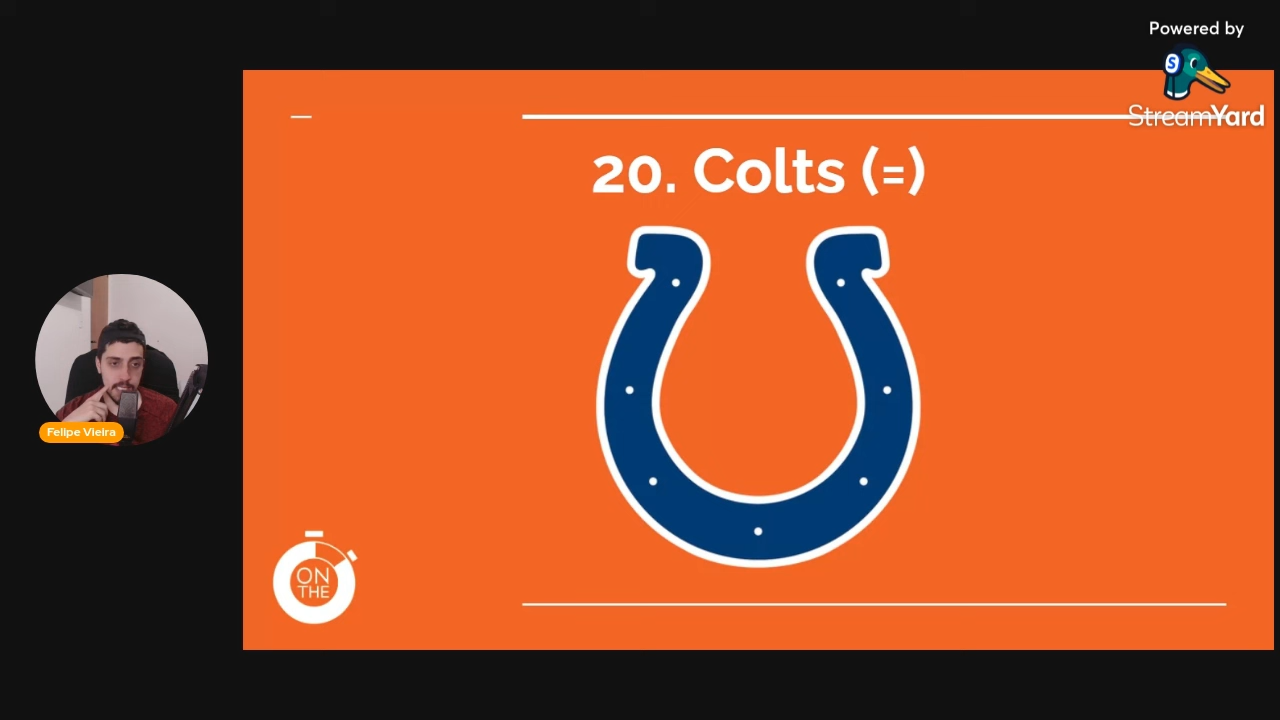 Powered by
S
StreamYard
20. Colts (=)
Felipe Vieira
ON
THE